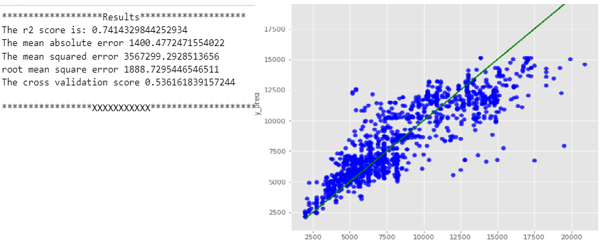 *******************Results********************
The r2 score is: 0.7414329844252934
The mean absolute error 1400.4772471554022
The mean squared error 3567299.2928513656
root mean square error 1888.7295446546511
The cross validation score 0.536161839157244
*****************XXXXXXXXXXX*******************
y_pred
17500
15000
12500
10000
7500
5000
2500
2500 5000 7500 10000 12500 15000 17500 20000